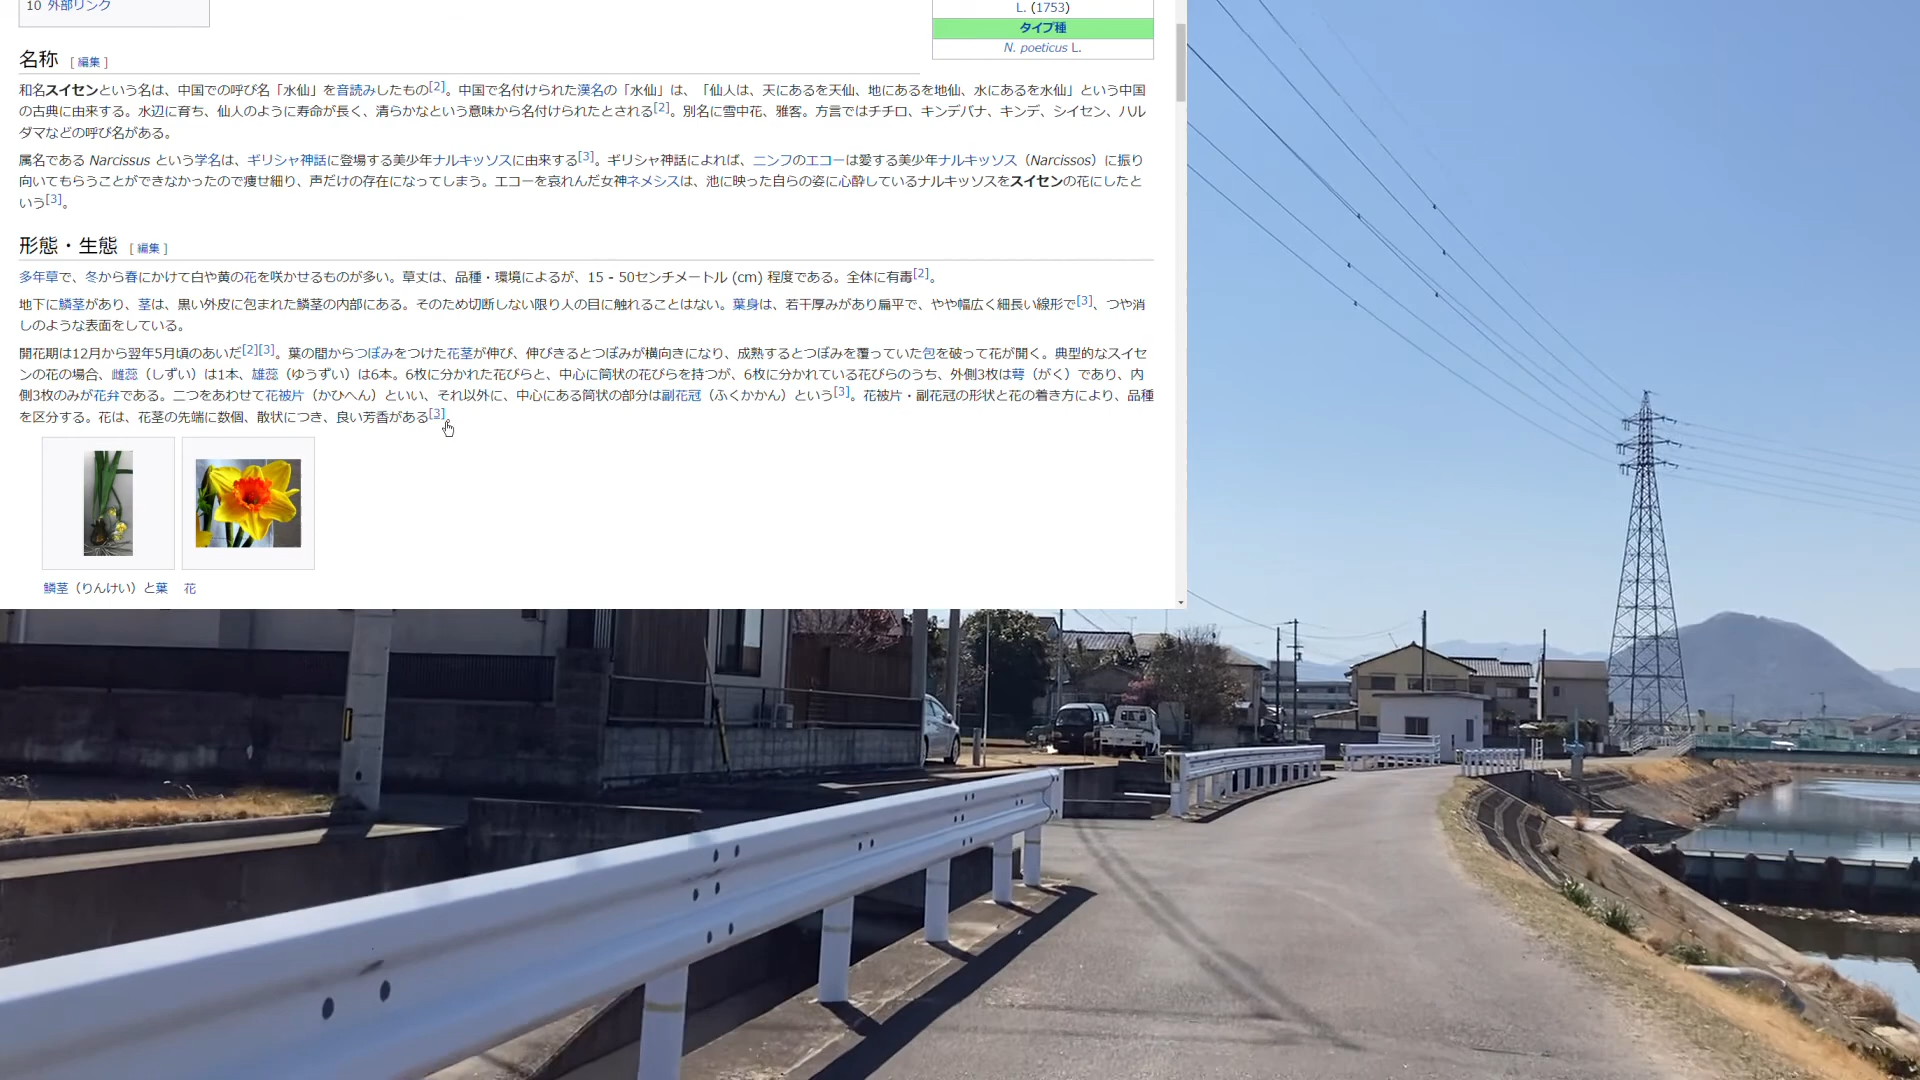 10 外部リンク
L. (1753)
タイプ種
N. poeticus L.
名称 [ 編集 ]
和名スイセンという名は、中国での呼び名「水仙」を音読みしたもの[2]。中国で名付けられた漢名の「水仙」は、「仙人は、天にあるを天仙、地にあるを地仙、水にあるを水仙」という中国
の古典に由来する。水辺に育ち、仙人のように寿命が長く、清らかなという意味から名付けられたとされる[2]。別名に雪中花、雅客。方言ではチチロ、キンデバナ、キンデ、シイセン、ハル
ダマなどの呼び名がある。
属名である Narcissus という学名は、ギリシャ神話に登場する美少年ナルキッソスに由来する[3]。ギリシャ神話によれば、ニンフのエコーは愛する美少年ナルキッソス（Narcissos）に振り
向いてもらうことができなかったので痩せ細り、声だけの存在になってしまう。エコーを哀れんだ女神ネメシスは、池に映った自らの姿に心酔しているナルキッソスをスイセンの花にしたと
いう[3]。
形態・生態 [ 編集 ]
多年草で、冬から春にかけて白や黄の花を咲かせるものが多い。草丈は、品種・環境によるが、15 - 50センチメートル (cm) 程度である。全体に有毒[2]。
地下に鱗茎があり、茎は、黒い外皮に包まれた鱗茎の内部にある。そのため切断しない限り人の目に触れることはない。葉身は、若干厚みがあり扁平で、やや幅広く細長い線形で[3]、つや消
しのような表面をしている。
開花期は12月から翌年5月頃のあいだ[2][3]。葉の間からつぼみをつけた花茎が伸び、伸びきるとつぼみが横向きになり、成熟するとつぼみを覆っていた包を破って花が開く。典型的なスイセ
ンの花の場合、雌蕊（しずい）は1本、雄蕊（ゆうずい）は6本。6枚に分かれた花びらと、中心に筒状の花びらを持つが、6枚に分かれている花びらのうち、外側3枚は萼（がく）であり、内
側3枚のみが花弁である。二つをあわせて花被片（かひへん）といい、それ以外に、中心にある筒状の部分は副花冠（ふくかかん）という[3]。花被片・副花冠の形状と花の着き方により、品種
を区分する。花は、花茎の先端に数個、散状につき、良い芳香がある[3]。
鱗茎（りんけい）と葉
花